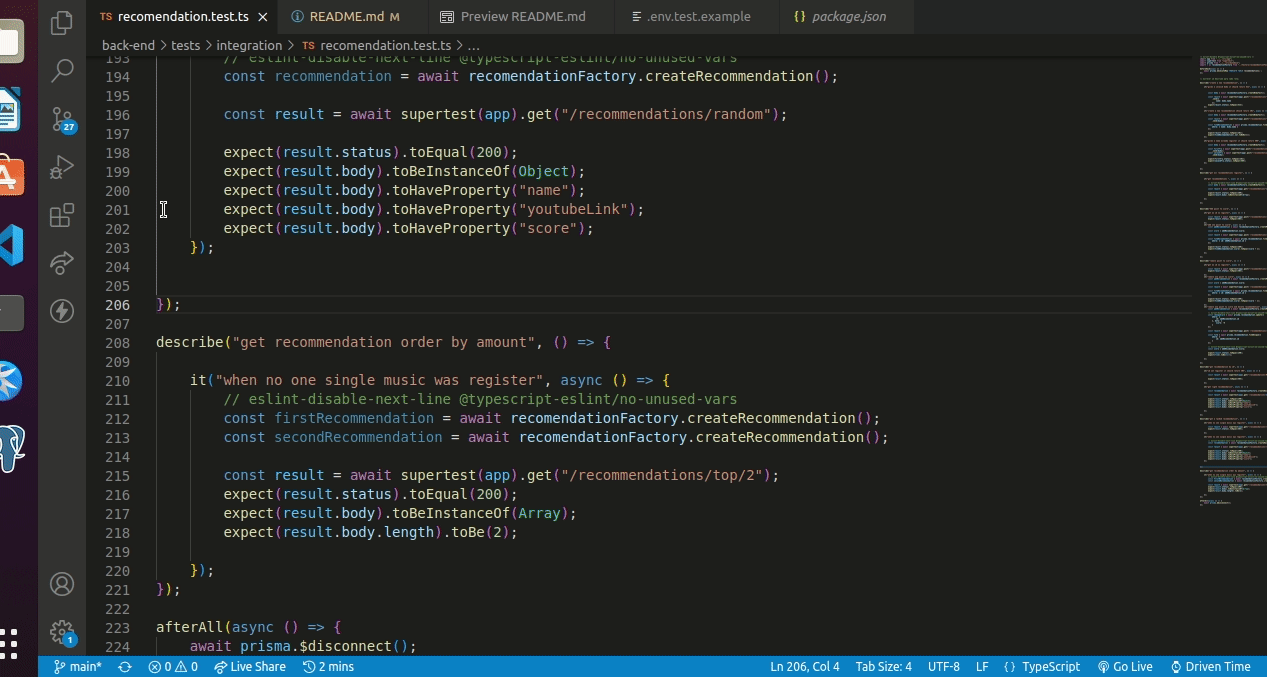 TS recomendation.test.ts
README.md M
Preview README.md
.env.test.example
{} package.json
back-end > tests > integration > TS recomendation.test.ts > ...
193 // eslint-disable-next-line @typescript-eslint/no-unused-vars
194 const recommendation = await recomendationFactory.createRecommendation();
195
196 const result = await supertest(app).get("/recommendations/random");
197
198 expect(result.status).toEqual(200);
199 expect(result.body).toBeInstanceOf(Object);
200 expect(result.body).toHaveProperty("name");
201 expect(result.body).toHaveProperty("youtubeLink");
202 expect(result.body).toHaveProperty("score");
203 });
204
205
206 });
207
208 describe("get recommendation order by amount", () => {
209
210 it("when no one single music was register", async () => {
211 // eslint-disable-next-line @typescript-eslint/no-unused-vars
212 const firstRecommendation = await recomendationFactory.createRecommendation();
213 const secondRecommendation = await recomendationFactory.createRecommendation();
214
215 const result = await supertest(app).get("/recommendations/top/2");
216 expect(result.status).toEqual(200);
217 expect(result.body).toBeInstanceOf(Array);
218 expect(result.body.length).toBe(2);
219
220 });
221 });
222
223 afterAll(async () => {
224 await prisma.$disconnect();
27
1
main* 0 0 Live Share 2 mins Ln 206, Col 4 Tab Size: 4 UTF-8 LF {} TypeScript Go Live Driven Time